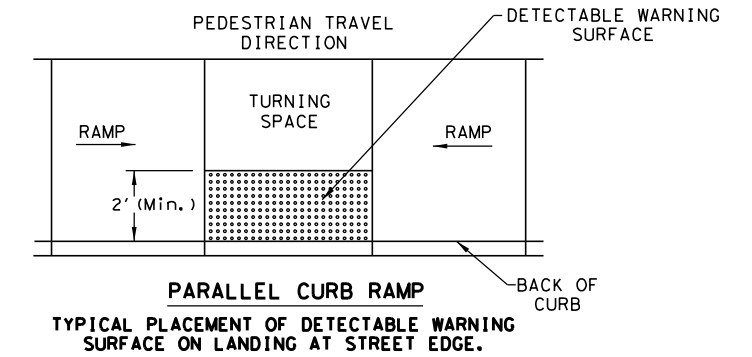 PEDESTRIAN TRAVEL
DIRECTION
DETECTABLE WARNING
SURFACE
TURNING
SPACE
RAMP
RAMP
2' (Min.)
BACK OF
CURB
PARALLEL CURB RAMP
TYPICAL PLACEMENT OF DETECTABLE WARNING
SURFACE ON LANDING AT STREET EDGE.